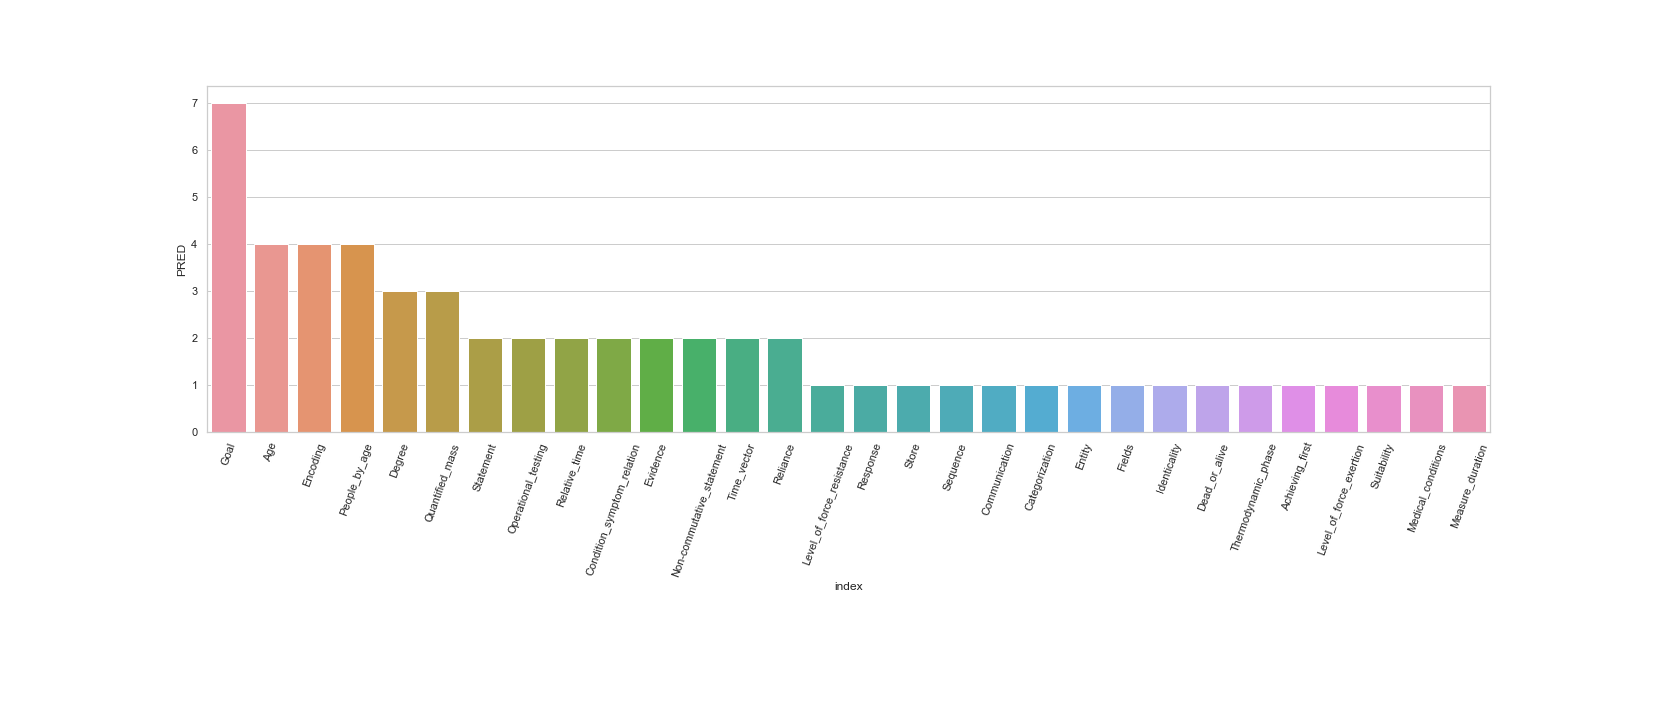 7
6
5
4
3
2
1
0
PRED
Goal
Age
Encoding
People_by_age
Degree
Quantified_mass
Statement
Operational_testing
Relative_time
Condition_symptom_relation
Evidence
Non-commutative_statement
Time_vector
Reliance
Level_of_force_resistance
Response
Store
Sequence
Communication
Categorization
Entity
Fields
Identicality
Dead_or_alive
Thermodynamic_phase
Achieving_first
Level_of_force_exertion
Suitability
Medical_conditions
Measure_duration
index